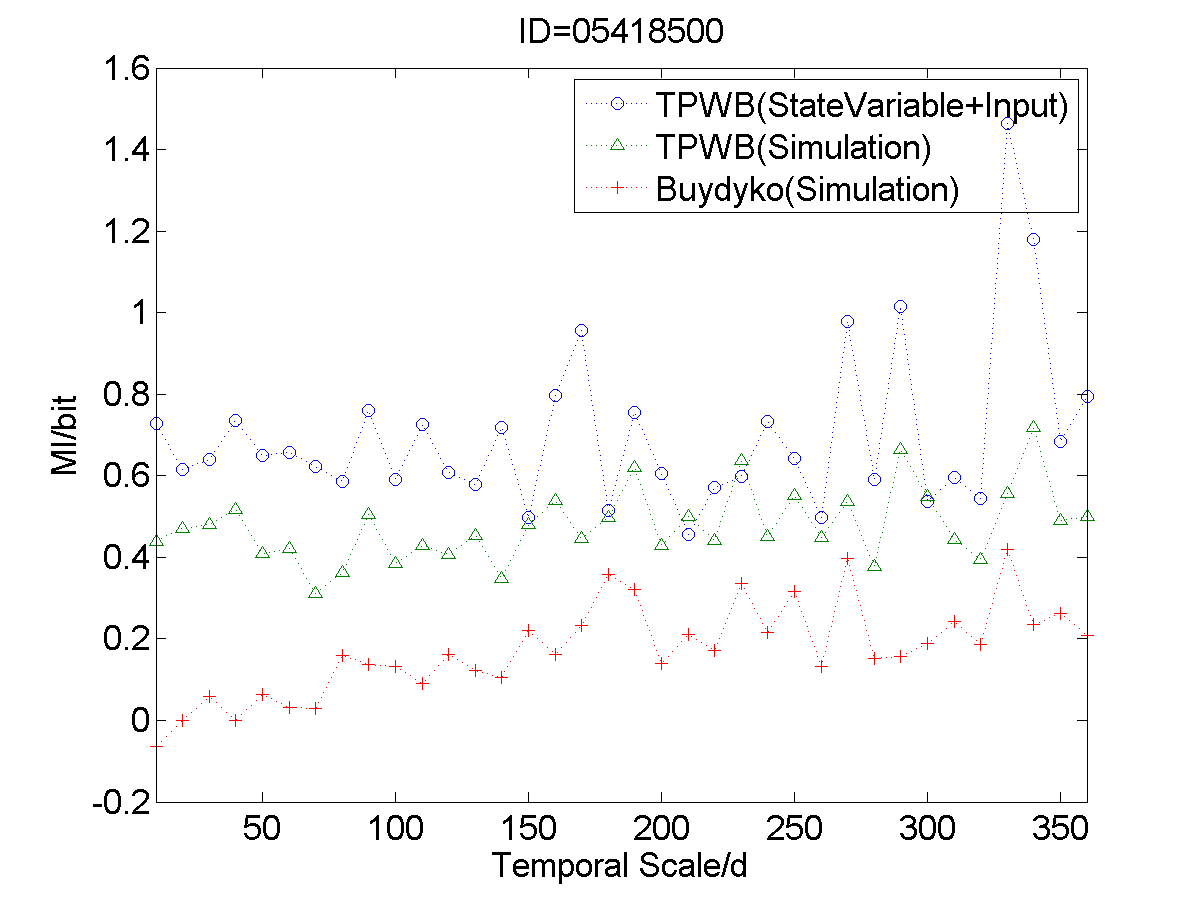 ID=05418500
1.6
1.4
1.2
1
0.8
0.6
0.4
0.2
0
-0.2
MI/bit
TPWB(StateVariable+Input)
TPWB(Simulation)
Buydyko(Simulation)
50 100 150 200 250 300 350
Temporal Scale/d